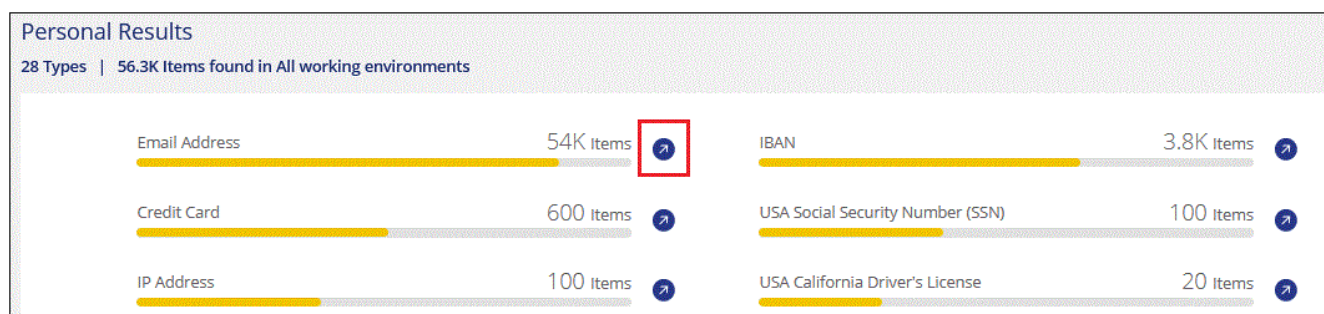 Personal Results
28 Types | 56.3K Items found in All working environments
Email Address 54K Items
IBAN 3.8K Items
Credit Card 600 Items
USA Social Security Number (SSN) 100 Items
IP Address 100 Items
USA California Driver's License 20 Items